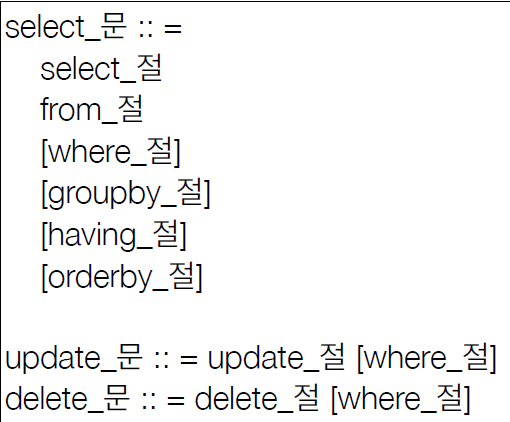 select_문 :: =
select_절
from_절
[where_절]
[groupby_절]
[having_절]
[orderby_절]
update_문 :: = update_절 [where_절]
delete_문 :: = delete_절 [where_절]